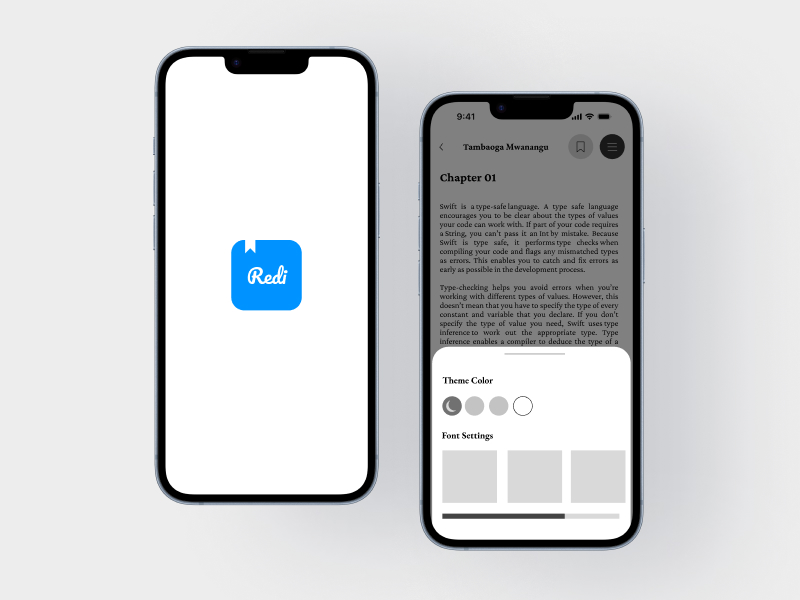 Redi
9:41
Tambaoga Mwanangu
Chapter 01
Swift is a type-safe language. A type safe language
encourages you to be clear about the types of values
your code can work with. If part of your code requires
a String, you can't pass it an Int by mistake. Because
Swift is type safe, it performs type checks when
compiling your code and flags any mismatched types
as errors. This enables you to catch and fix errors as
early as possible in the development process.
Type-checking helps you avoid errors when you're
working with different types of values. However, this
doesn't mean that you have to specify the type of every
constant and variable that you declare. If you don't
specify the type of value you need, Swift uses type
inference to work out the appropriate type. Type
inference enables a compiler to deduce the type of a
Theme Color
Font Settings